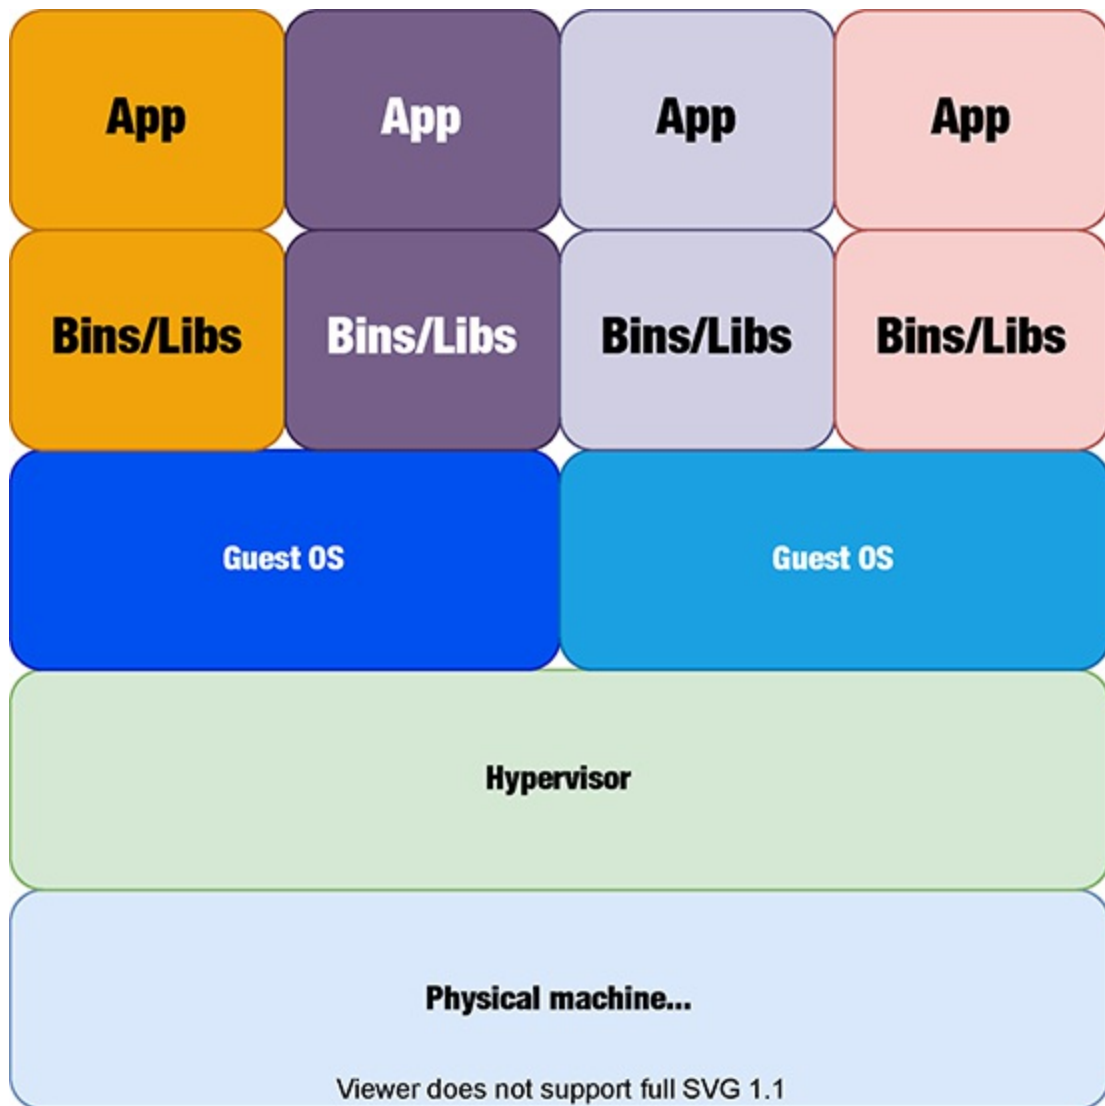 App App App App
Bins/Libs Bins/Libs Bins/Libs Bins/Libs
Guest OS Guest OS
Hypervisor
Physical machine...
Viewer does not support full SVG 1.1